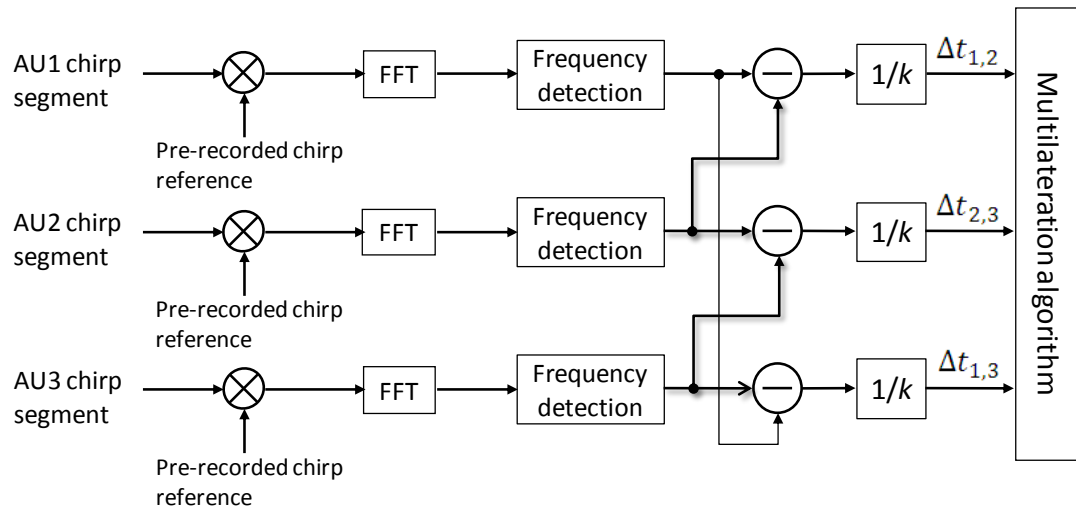 AU1 chirp
segment
FFT
Frequency
detection
−
1/k
Δt1,2
Pre-recorded chirp
reference
AU2 chirp
segment
FFT
Frequency
detection
−
1/k
Δt2,3
Pre-recorded chirp
reference
AU3 chirp
segment
FFT
Frequency
detection
−
1/k
Δt1,3
Pre-recorded chirp
reference
Multilateration algorithm